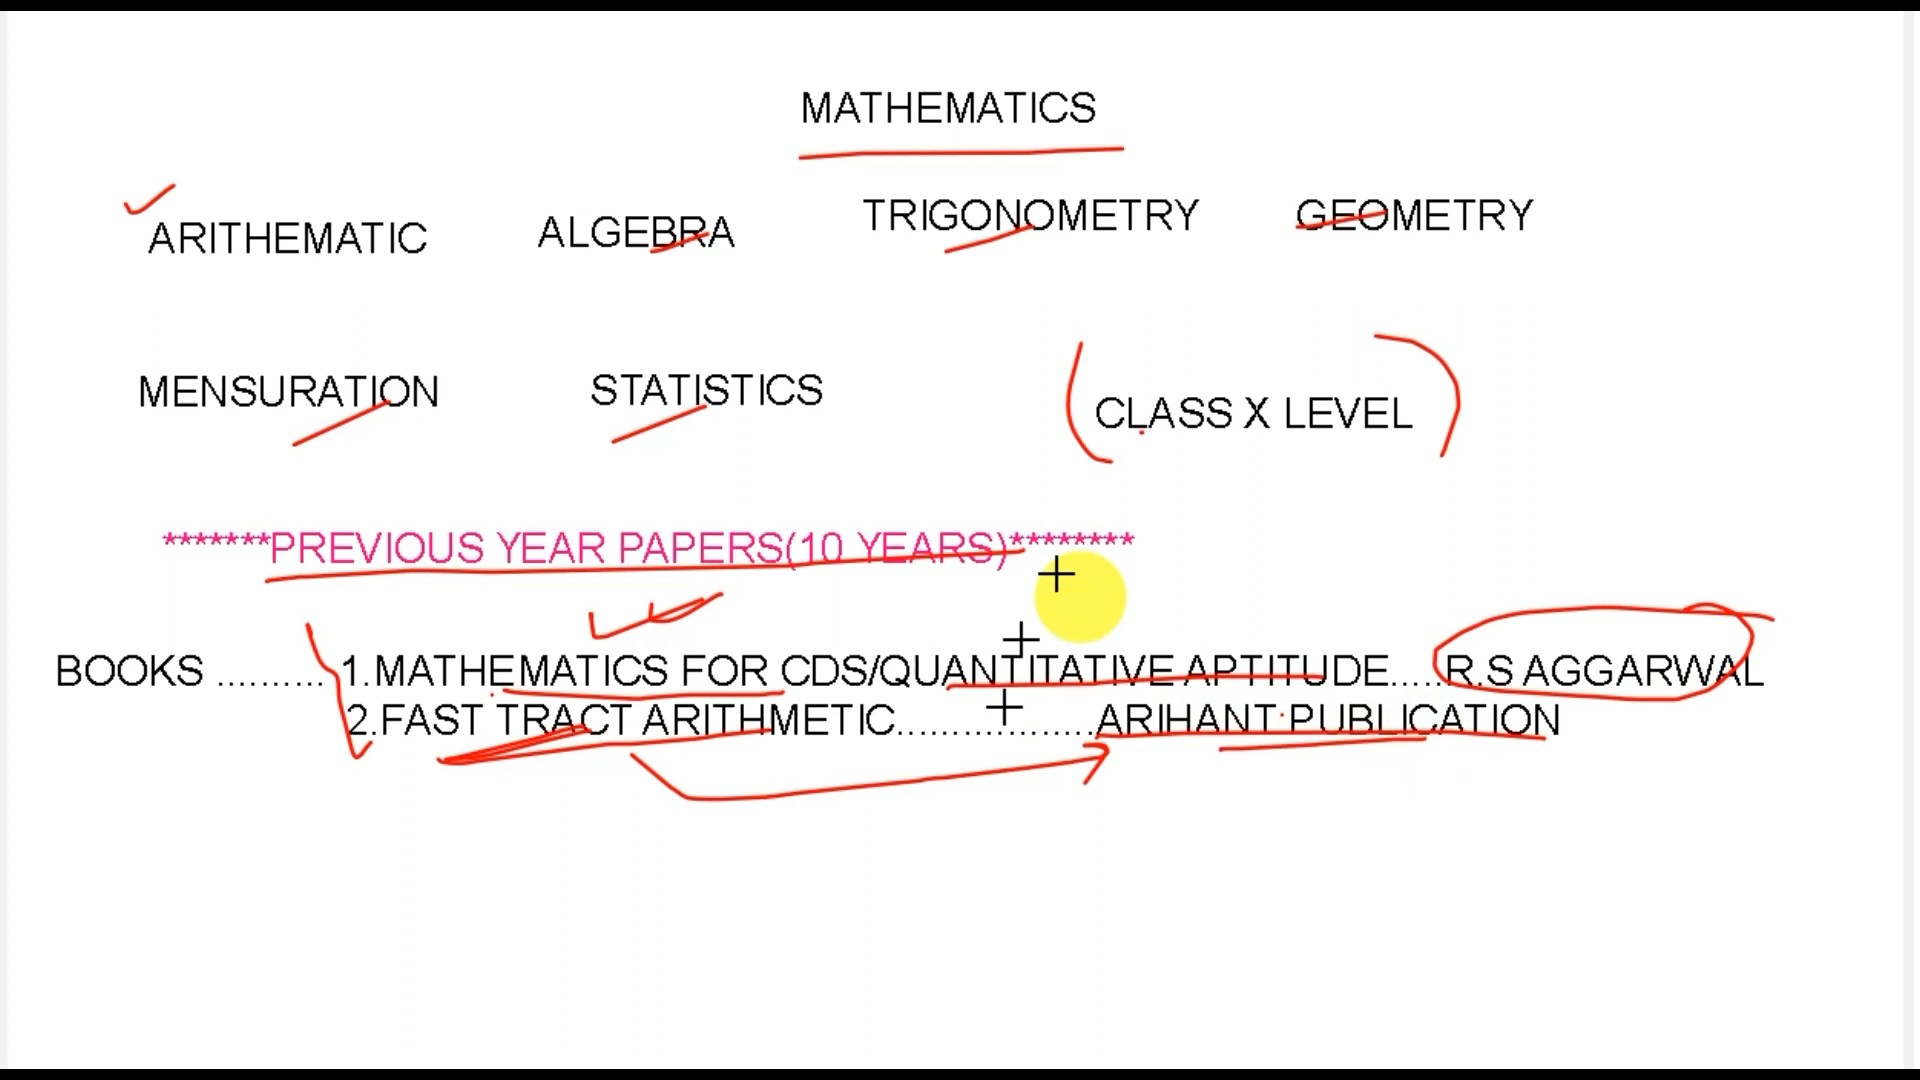 MATHEMATICS
ARITHEMATIC ALGEBRA TRIGONOMETRY GEOMETRY
MENSURATION STATISTICS CLASS X LEVEL
*******PREVIOUS YEAR PAPERS(10 YEARS)********
BOOKS .......... 1.MATHEMATICS FOR CDS/QUANTITATIVE APTITUDE.....R.S AGGARWAL
2.FAST TRACT ARITHMETIC..................ARIHANT PUBLICATION